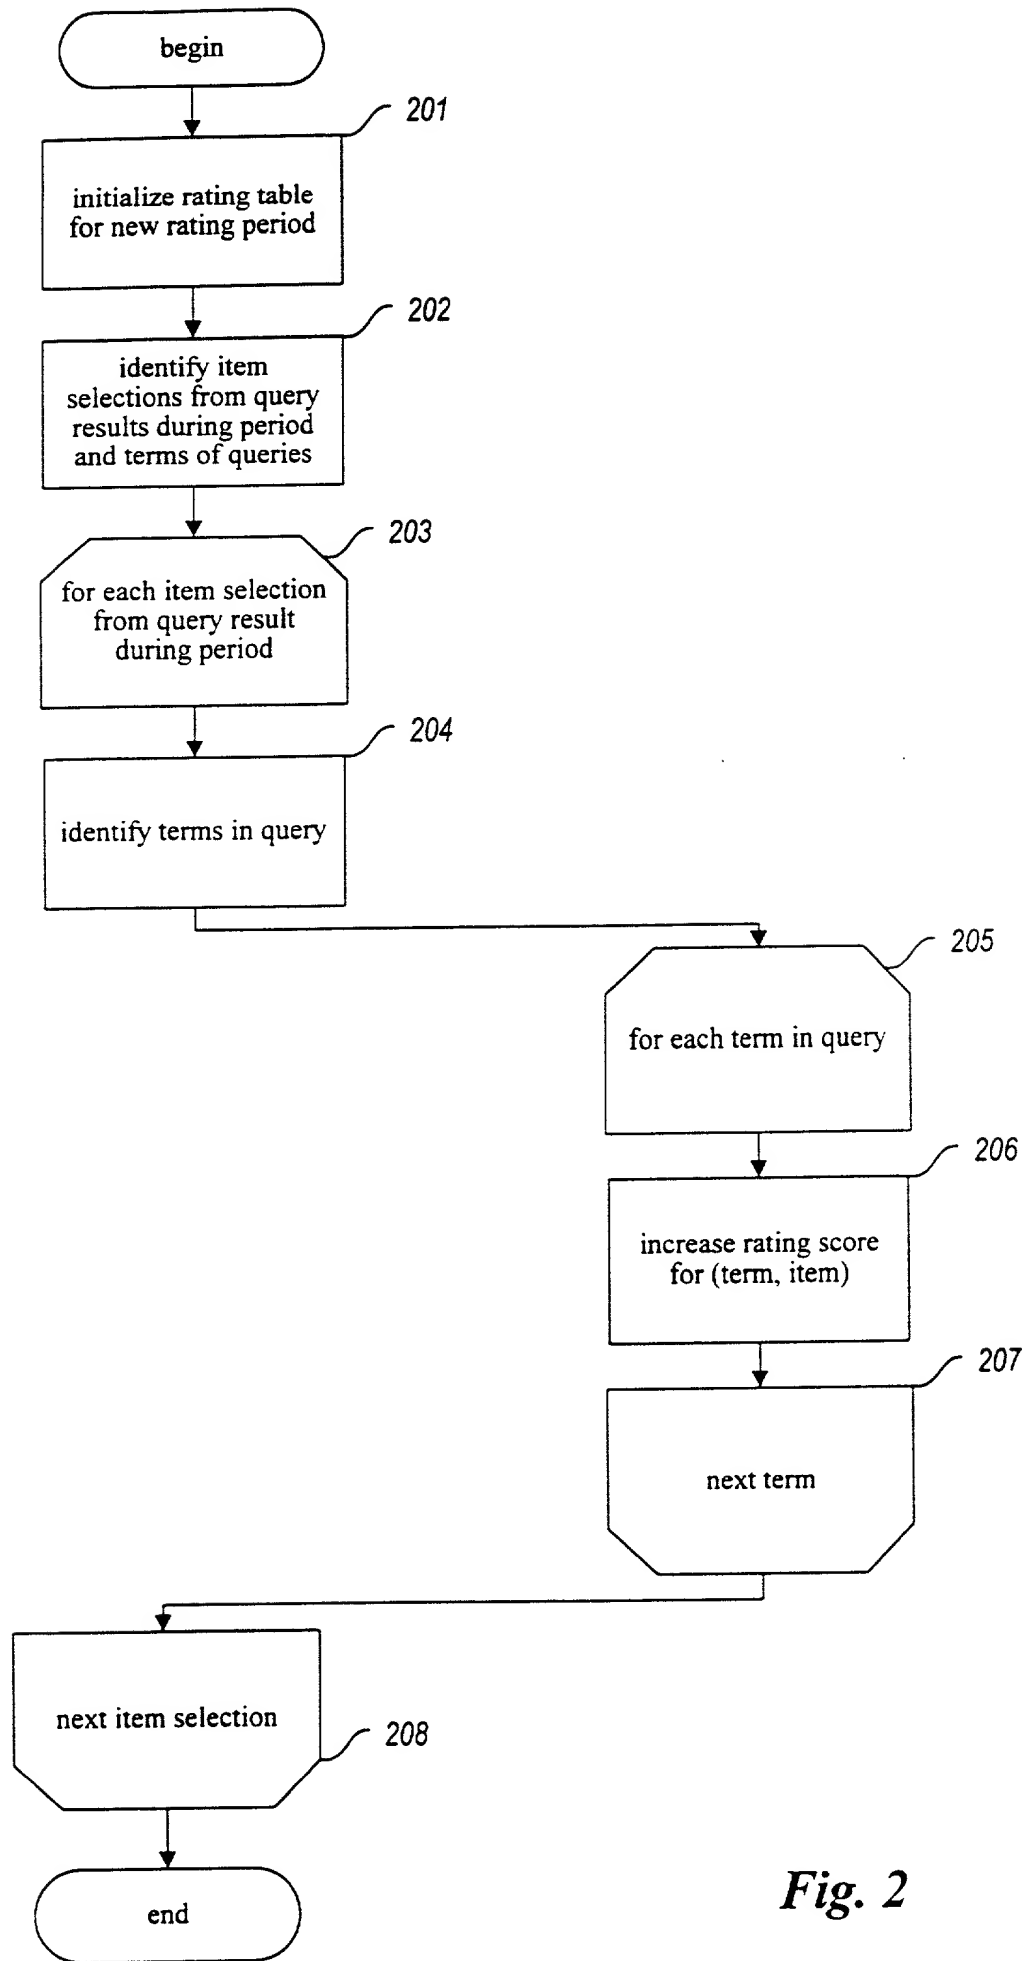 begin
201
initialize rating table
for new rating period
202
identify item
selections from query
results during period
and terms of queries
203
for each item selection
from query result
during period
204
identify terms in query
205
for each term in query
206
increase rating score
for (term, item)
207
next term
next item selection
208
end
Fig. 2